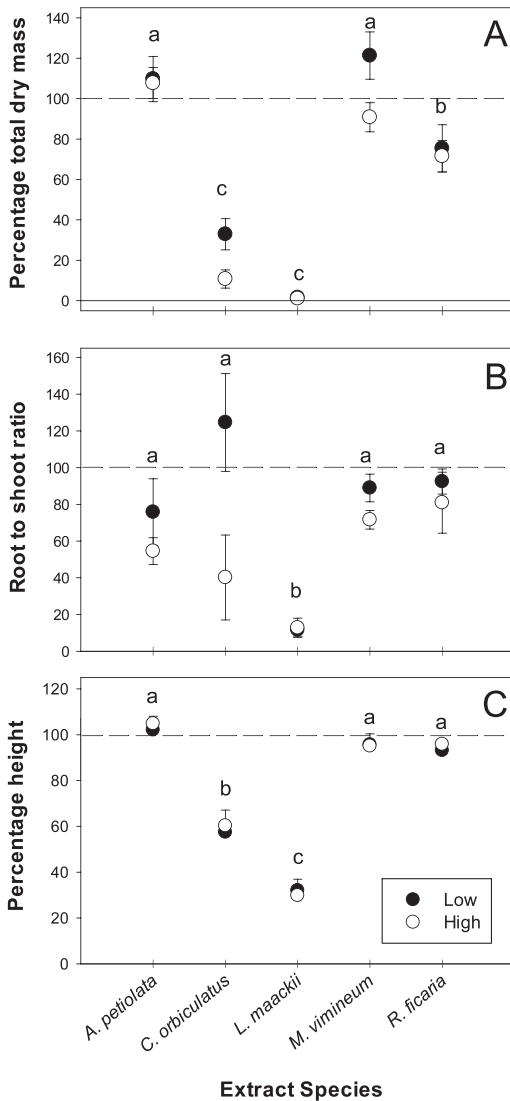 A
Percentage total dry mass
140
120
100
80
60
40
20
0
a
c
c
a
b
B
Root to shoot ratio
160
140
120
100
80
60
40
20
0
a
a
b
a
a
C
Percentage height
120
100
80
60
40
20
0
a
b
c
a
a
Low
High
A. petiolata
C. orbiculatus
L. maackii
M. vimineum
R. ficaria
Extract Species